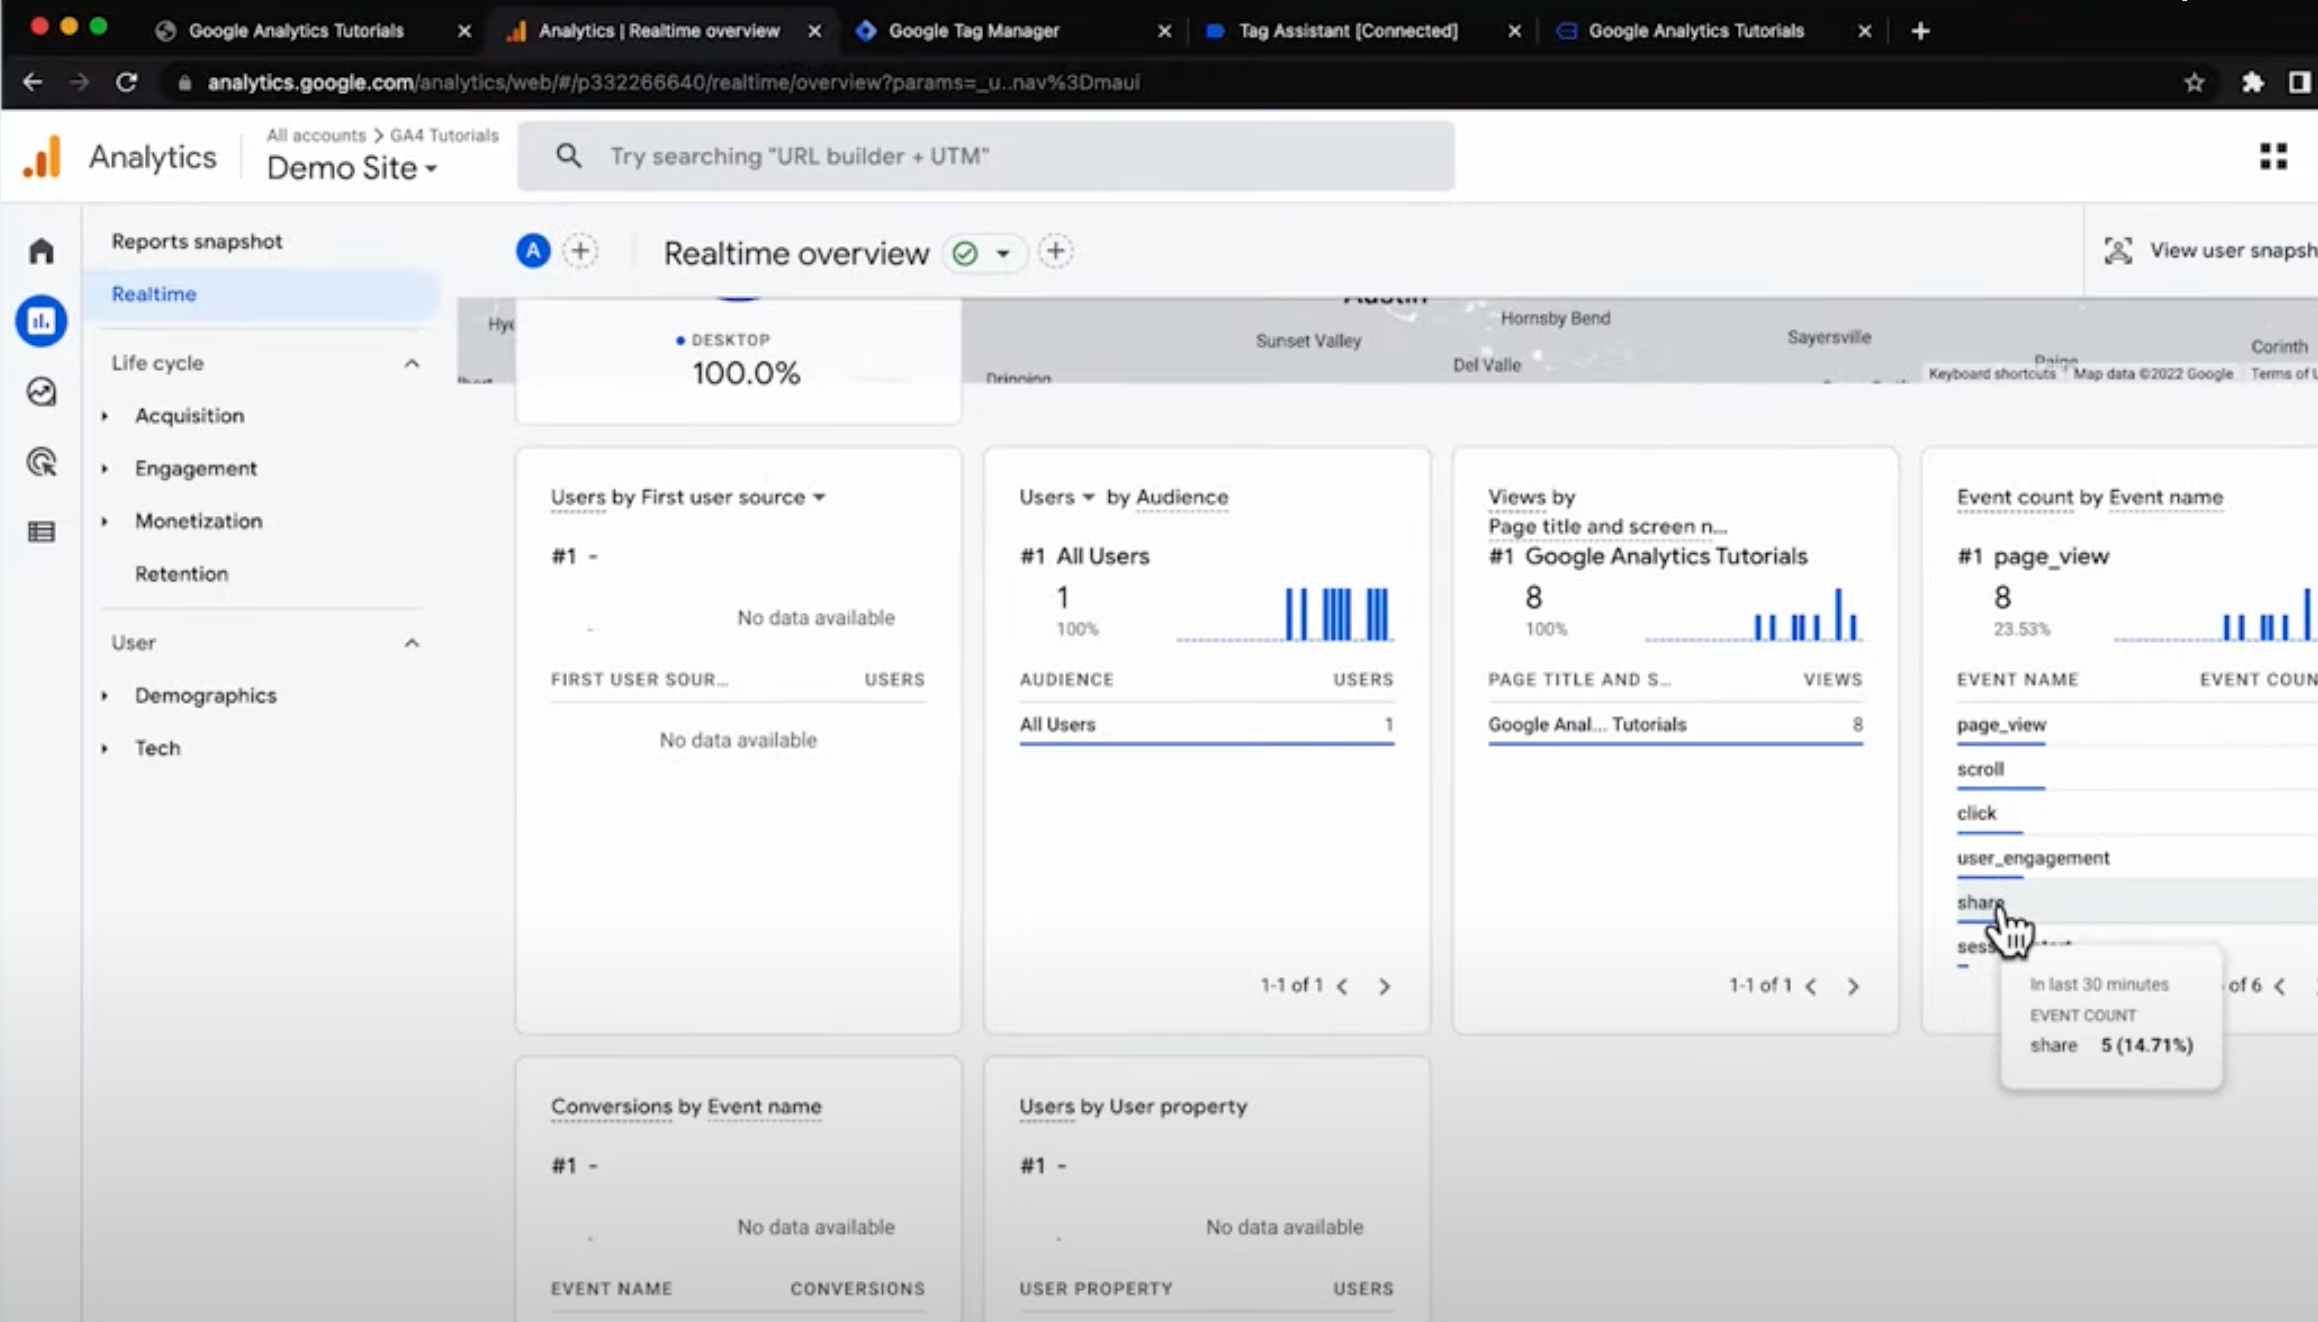 Google Analytics Tutorials
Analytics | Realtime overview
Google Tag Manager
Tag Assistant [Connected]
Google Analytics Tutorials
analytics.google.com/analytics/web/#/p332266640/realtime/overview?params=_u..nav%3Dmaui
Analytics
All accounts > GA4 Tutorials
Demo Site
Try searching "URL builder + UTM"
Reports snapshot
Realtime
Life cycle
Acquisition
Engagement
Monetization
Retention
User
Demographics
Tech
A
Realtime overview
View user snapsh
Austin
Hornsby Bend
Sunset Valley
Sayersville
Del Valle
Corinth
Paige
Dripping
Keyboard shortcuts
Map data ©2022 Google
Terms of U
DESKTOP
100.0%
Users by First user source
#1 -
-
No data available
FIRST USER SOUR... USERS
No data available
Users by Audience
#1 All Users
1
100%
AUDIENCE USERS
All Users 1
1-1 of 1
Views by
Page title and screen n...
#1 Google Analytics Tutorials
8
100%
PAGE TITLE AND S... VIEWS
Google Anal... Tutorials 8
1-1 of 1
Event count by Event name
#1 page_view
8
23.53%
EVENT NAME EVENT COUN
page_view
scroll
click
user_engagement
share
of 6
In last 30 minutes
EVENT COUNT
share 5 (14.71%)
Conversions by Event name
#1 -
-
No data available
EVENT NAME CONVERSIONS
Users by User property
#1 -
-
No data available
USER PROPERTY USERS